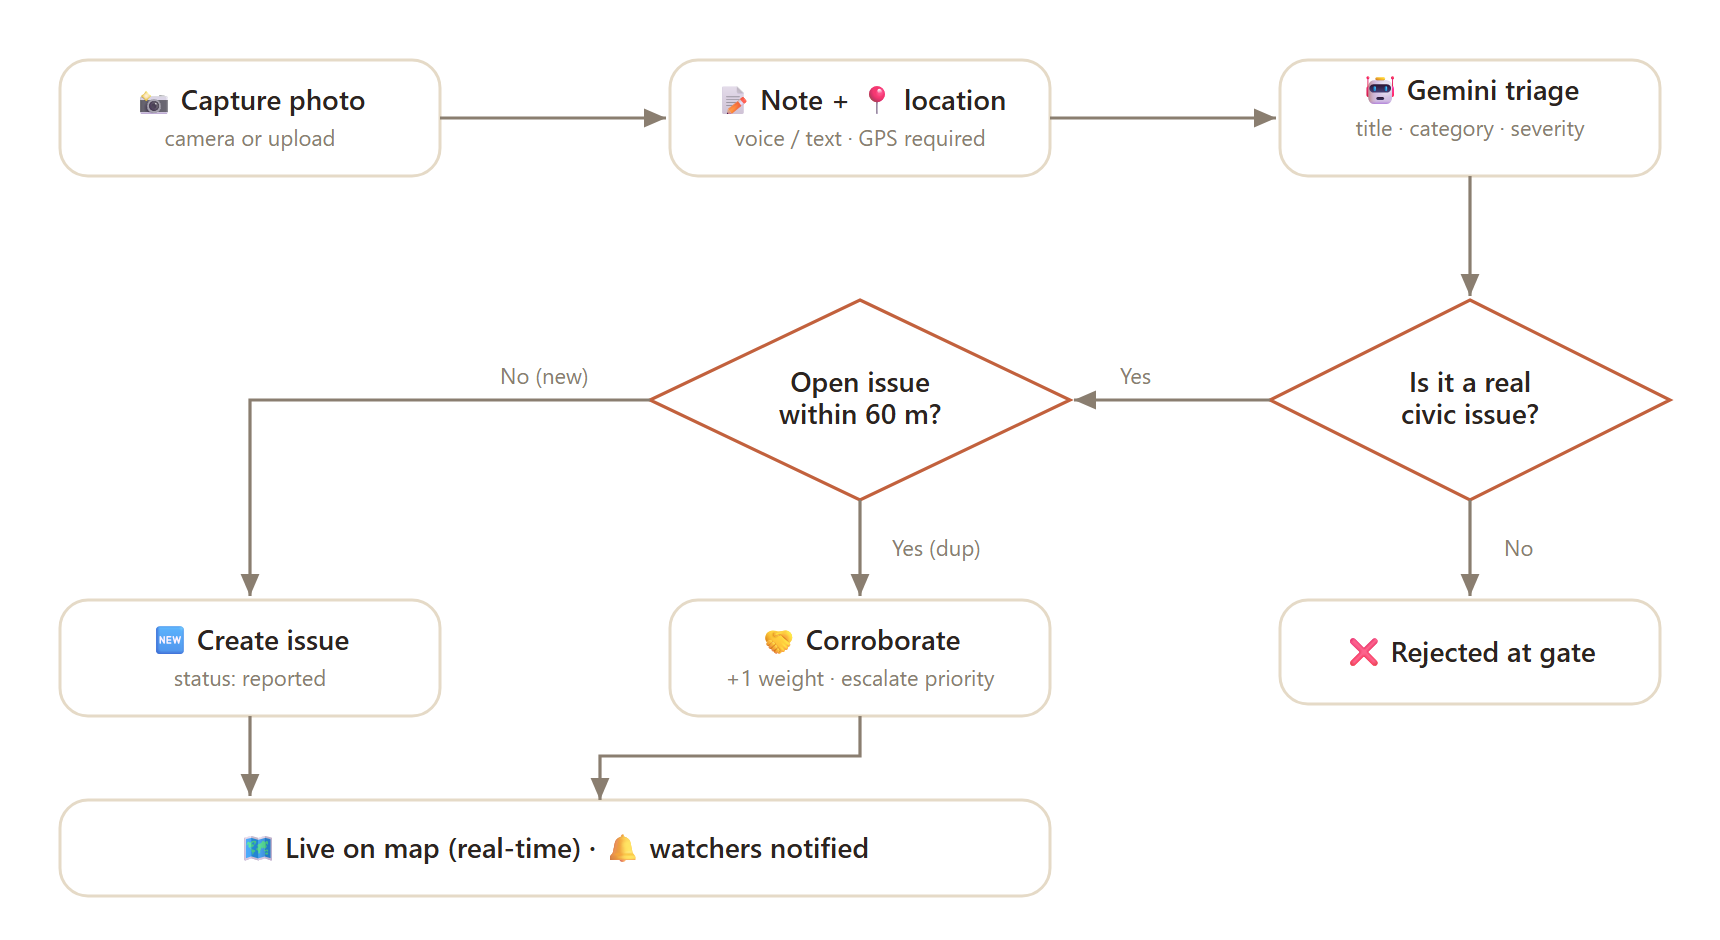 📷 Capture photo
camera or upload
📝 Note + 📍 location
voice / text · GPS required
🤖 Gemini triage
title · category · severity
Is it a real
civic issue?
Yes
No
Open issue
within 60 m?
No (new)
Yes (dup)
🆕 Create issue
status: reported
🤝 Corroborate
+1 weight · escalate priority
❌ Rejected at gate
🗺️ Live on map (real-time) · 🔔 watchers notified